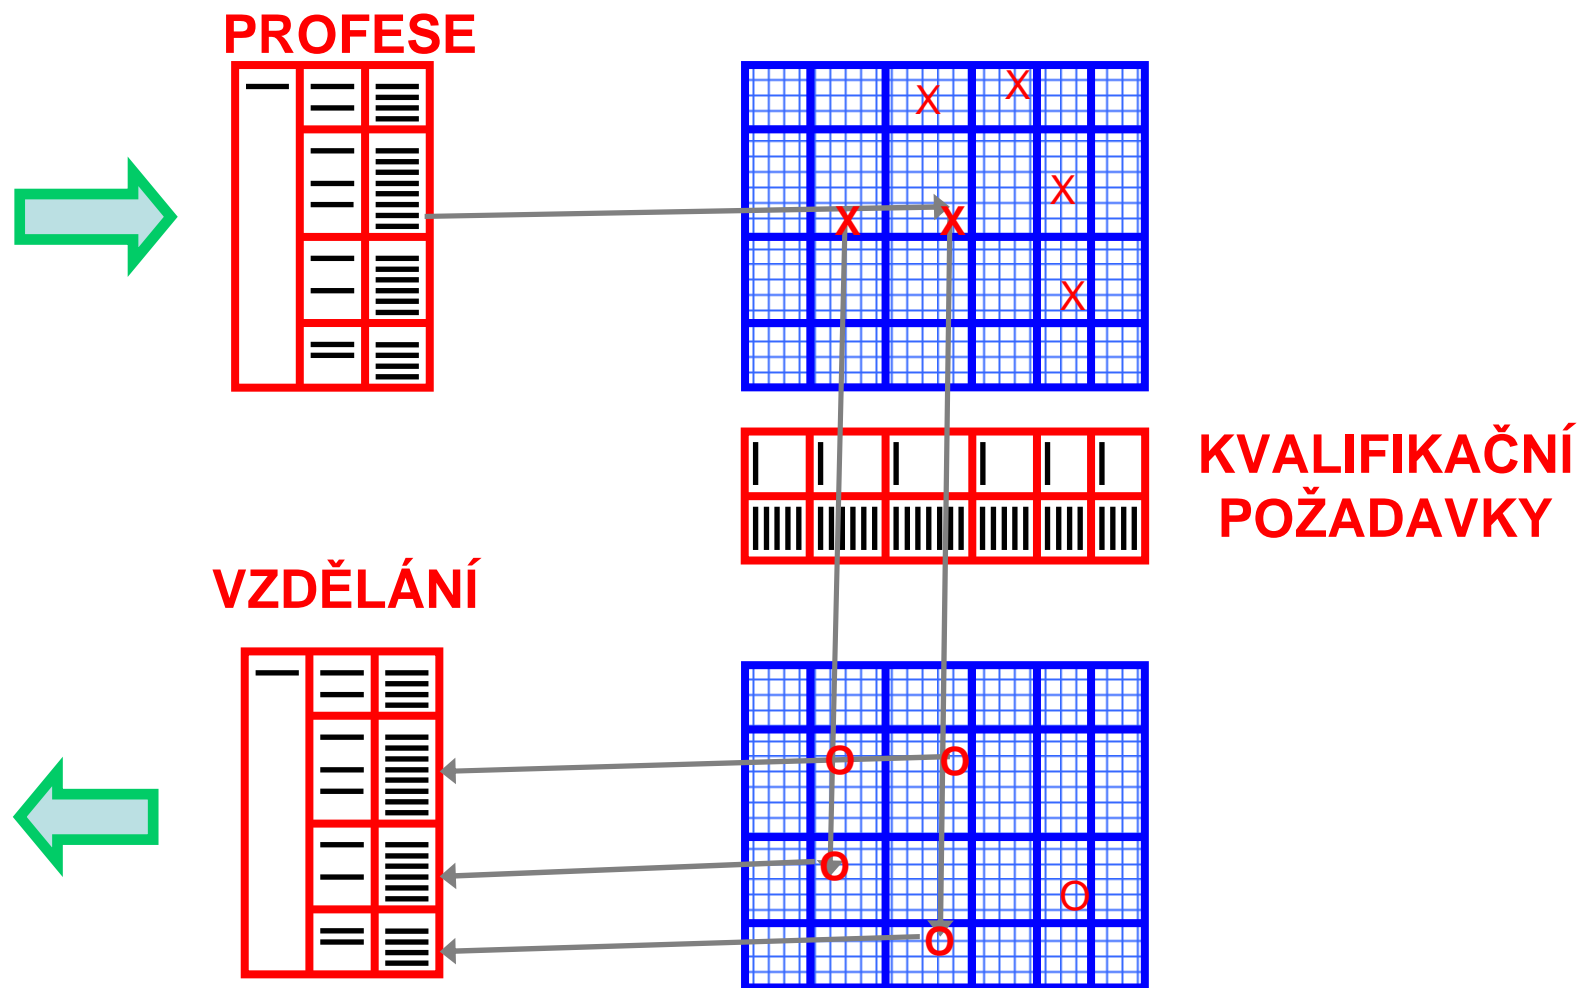 PROFESE
X
X
X
X X
X
KVALIFIKAČNÍ
POŽADAVKY
VZDĚLÁNÍ
O O
O
O
O